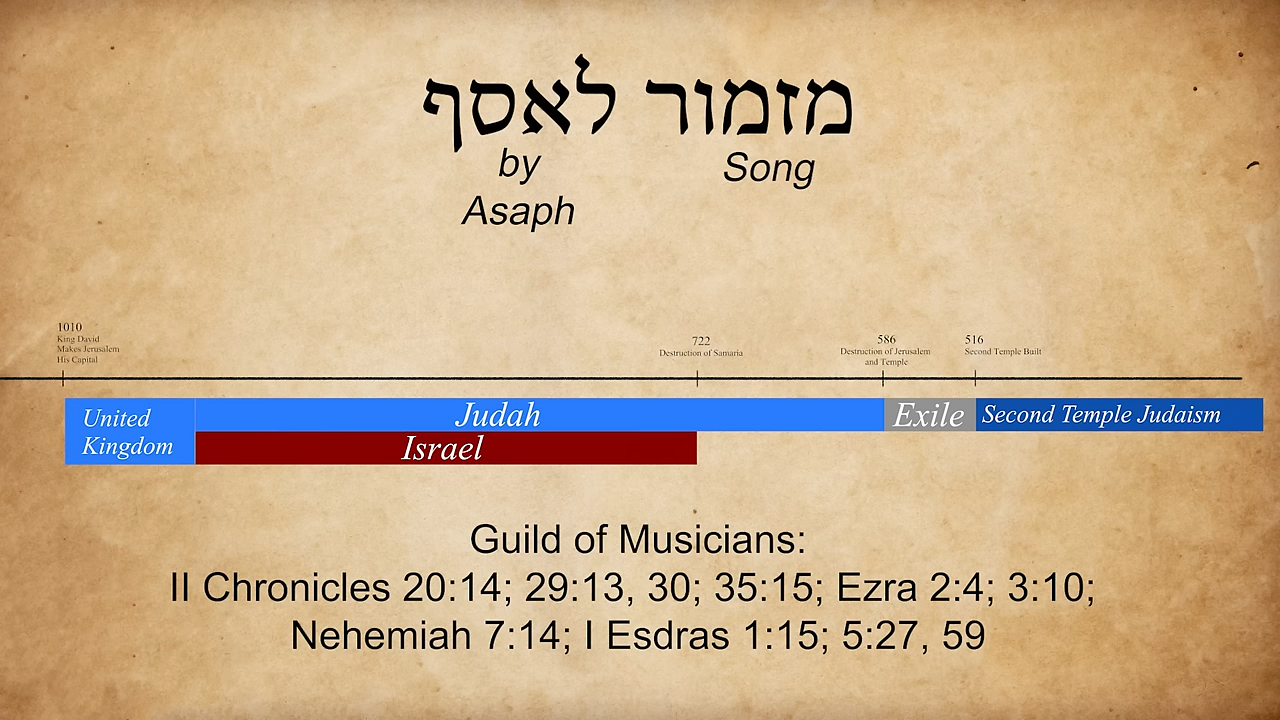 מזמור לאסף
by Song
Asaph
1010
King David
Makes Jerusalem
His Capital
722
Destruction of Samaria
586
Destruction of Jerusalem
and Temple
516
Second Temple Built
United
Kingdom
Judah
Israel
Exile
Second Temple Judaism
Guild of Musicians:
II Chronicles 20:14; 29:13, 30; 35:15; Ezra 2:4; 3:10;
Nehemiah 7:14; I Esdras 1:15; 5:27, 59